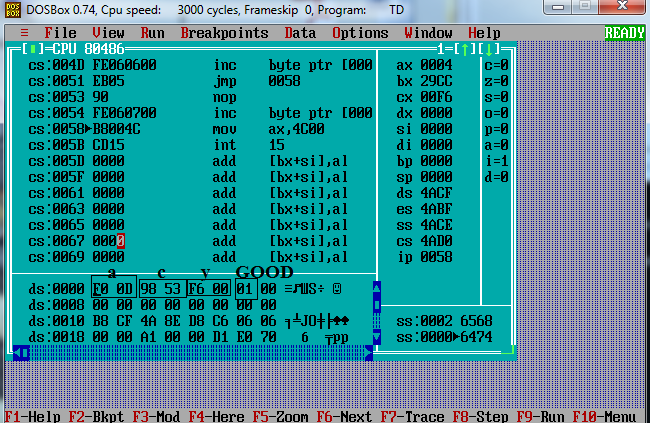 DOSBox 0.74, Cpu speed: 3000 cycles, Frameskip 0, Program: TD
≡ File View Run Breakpoints Data Options Window Help READY
[■]=CPU 80486 1=[↑][↓]
cs:004D FE060600 inc byte ptr [000 ax 0004 c=0
cs:0051 EB05 jmp 0058 bx 29CC z=0
cs:0053 90 nop cx 00F6 s=0
cs:0054 FE060700 inc byte ptr [000 dx 0000 o=0
cs:0058►B8004C mov ax,4C00 si 0000 p=0
cs:005B CD15 int 15 di 0000 a=0
cs:005D 0000 add [bx+si],al bp 0000 i=1
cs:005F 0000 add [bx+si],al sp 0000 d=0
cs:0061 0000 add [bx+si],al ds 4ACF
cs:0063 0000 add [bx+si],al es 4ABF
cs:0065 0000 add [bx+si],al ss 4ACE
cs:0067 0000 add [bx+si],al cs 4AD0
cs:0069 0000 add [bx+si],al ip 0058
a c y GOOD
ds:0000 E0 0D 98 53 F6 00 01 00
ds:0008 00 00 00 00 00 00 00 00
ds:0010 B8 CF 4A 8E D8 C6 06 06 ╕╧JO╪╞♠♠ ss:0002 6568
ds:0018 00 00 A1 00 00 D1 E0 70 6 ╤pp ss:0000►6474
F1-Help F2-Bkpt F3-Mod F4-Here F5-Zoom F6-Next F7-Trace F8-Step F9-Run F10-Menu